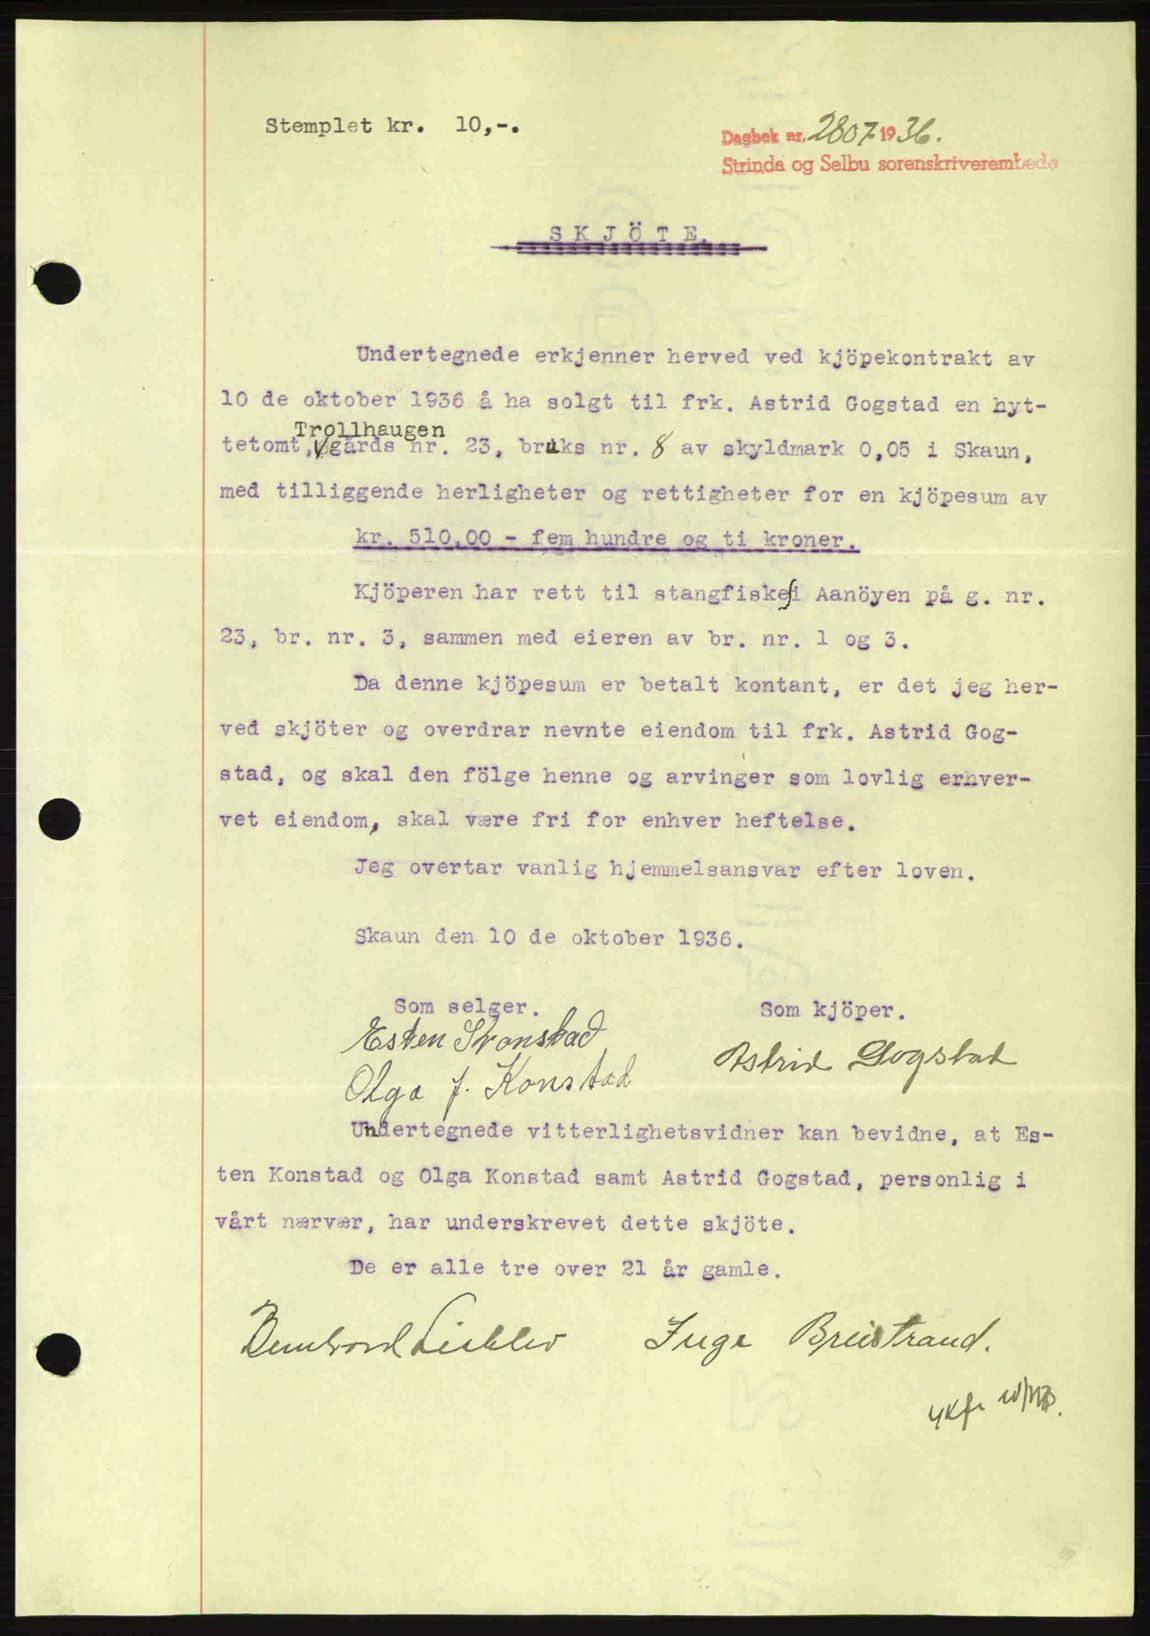 Stemplet kr. 10,-.
Dagbok nr. 2807 1936.
Strinda og Selbu sorenskriverembede
SKJÖTE.
Undertegnede erkjenner herved ved kjöpekontrakt av
10 de oktober 1936 å ha solgt til frk. Astrid Gogstad en hyt-
Trollhaugen
tetomt, gårds nr. 23, bruks nr. 8 av skyldmark 0,05 i Skaun,
med tilliggende herligheter og rettigheter for en kjöpesum av
kr. 510,00 - fem hundre og ti kroner.
Kjöperen har rett til stangfiske i Aanöyen på g. nr.
23, br. nr. 3, sammen med eieren av br. nr. 1 og 3.
Da denne kjöpesum er betalt kontant, er det jeg her-
ved skjöter og overdrar nevnte eiendom til frk. Astrid Gog-
stad, og skal den fölge henne og arvinger som lovlig erhver-
vet eiendom, skal være fri for enhver heftelse.
Jeg overtar vanlig hjemmelsansvar efter loven.
Skaun den 10 de oktober 1936.
Som selger. Som kjöper.
Esten Konstad
Astrid Gogstad
Olga J. Konstad
Undertegnede vitterlighetsvidner kan bevidne, at Es-
ten Konstad og Olga Konstad samt Astrid Gogstad, personlig i
vårt nærvær, har underskrevet dette skjöte.
De er alle tre over 21 år gamle.
Inge Breistrand.